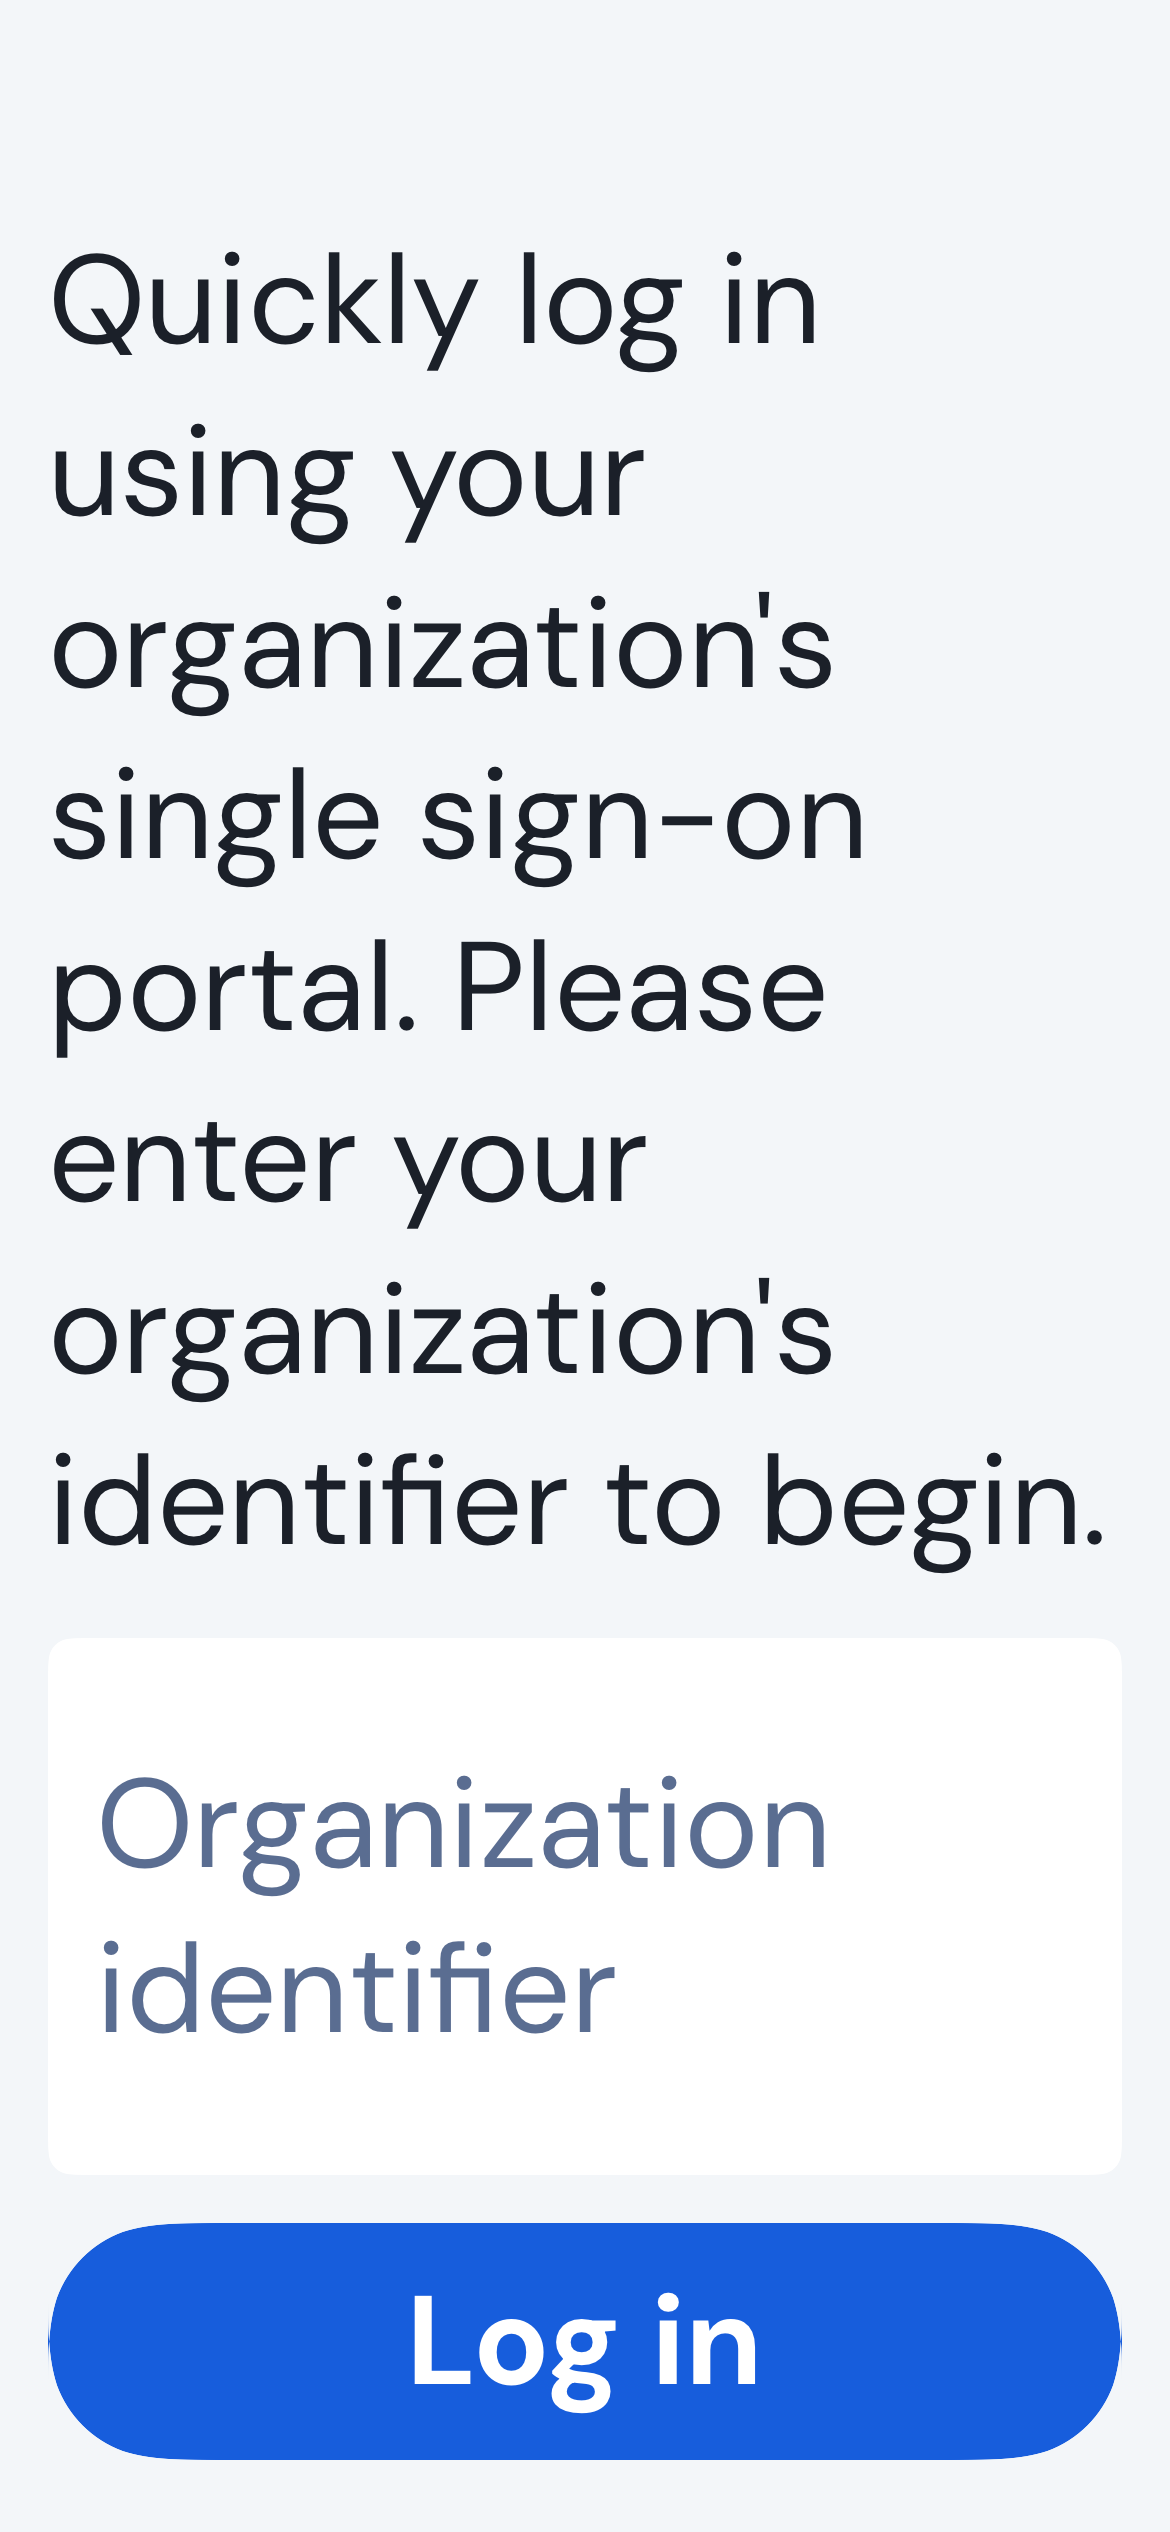 Quickly log in
using your
organization's
single sign-on
portal. Please
enter your
organization's
identifier to begin.
Organization
identifier
Log in